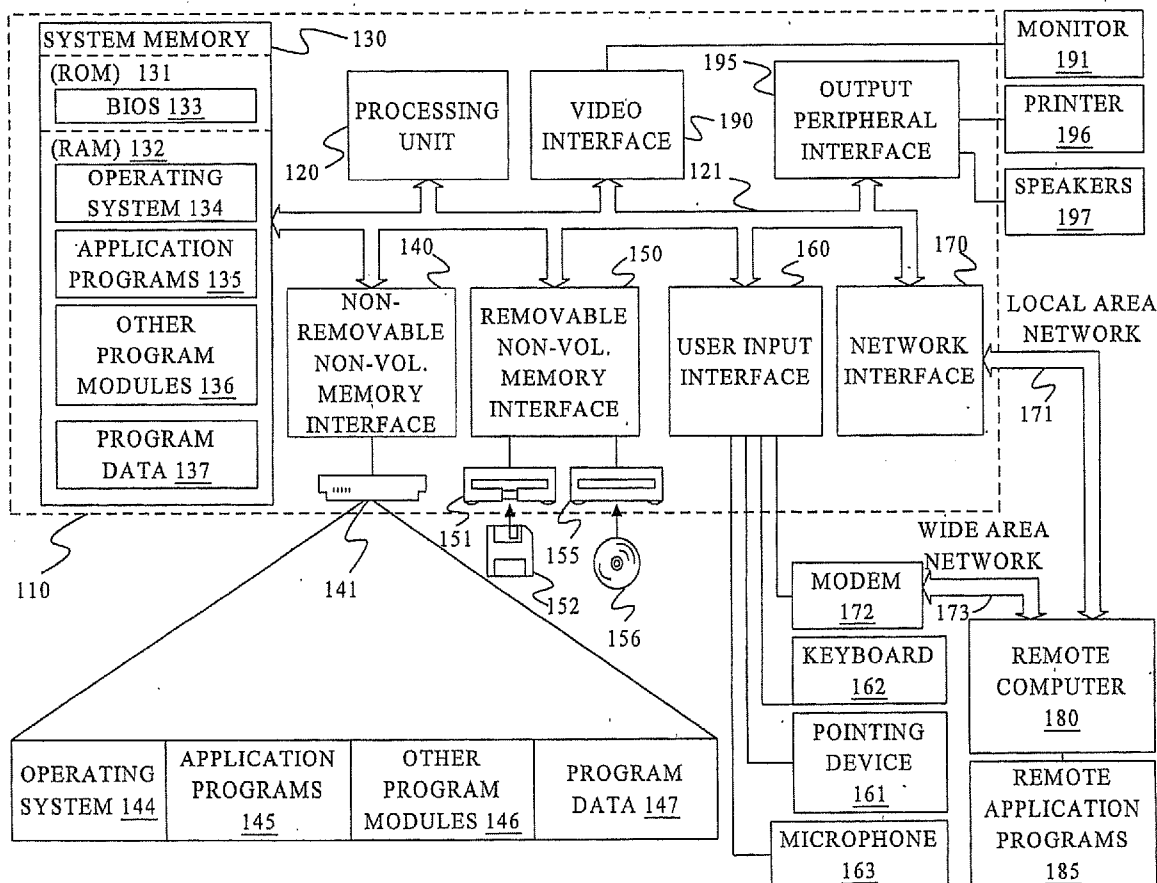 SYSTEM MEMORY
130
(ROM) 131
BIOS 133
(RAM) 132
OPERATING
SYSTEM 134
APPLICATION
PROGRAMS 135
OTHER
PROGRAM
MODULES 136
PROGRAM
DATA 137
PROCESSING
UNIT
120
VIDEO
INTERFACE
190
195
OUTPUT
PERIPHERAL
INTERFACE
121
MONITOR
191
PRINTER
196
SPEAKERS
197
140
NON-
REMOVABLE
NON-VOL.
MEMORY
INTERFACE
150
REMOVABLE
NON-VOL.
MEMORY
INTERFACE
160
USER INPUT
INTERFACE
170
NETWORK
INTERFACE
LOCAL AREA
NETWORK
171
110
141
151
152
155
156
WIDE AREA
NETWORK
173
MODEM
172
KEYBOARD
162
POINTING
DEVICE
161
MICROPHONE
163
REMOTE
COMPUTER
180
REMOTE
APPLICATION
PROGRAMS
185
OPERATING
SYSTEM 144
APPLICATION
PROGRAMS
145
OTHER
PROGRAM
MODULES 146
PROGRAM
DATA 147